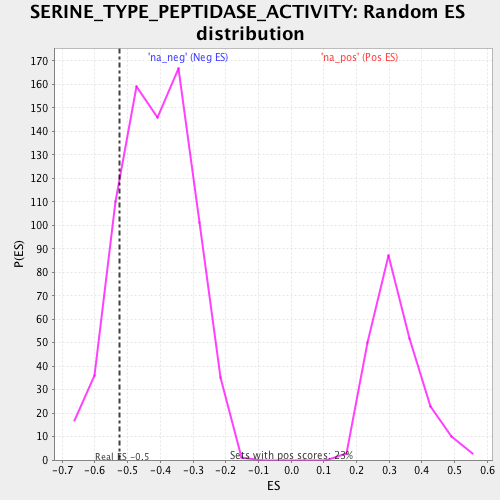 SERINE_TYPE_PEPTIDASE_ACTIVITY: Random ES
distribution
'na_neg' (Neg ES) 'na_pos' (Pos ES)
170
160
150
140
130
120
110
100
90
80
70
60
50
40
30
20
10
0
P(ES)
Real ES -0.5 Sets with pos scores: 23%
-0.7 -0.6 -0.5 -0.4 -0.3 -0.2 -0.1 0.0 0.1 0.2 0.3 0.4 0.5 0.6
ES